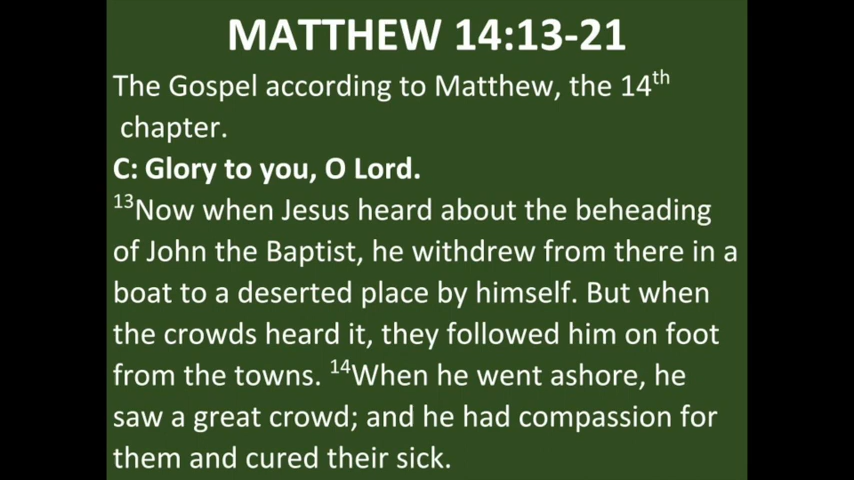 MATTHEW 14:13-21
The Gospel according to Matthew, the 14th
chapter.
C: Glory to you, O Lord.
13Now when Jesus heard about the beheading
of John the Baptist, he withdrew from there in a
boat to a deserted place by himself. But when
the crowds heard it, they followed him on foot
from the towns. 14When he went ashore, he
saw a great crowd; and he had compassion for
them and cured their sick.